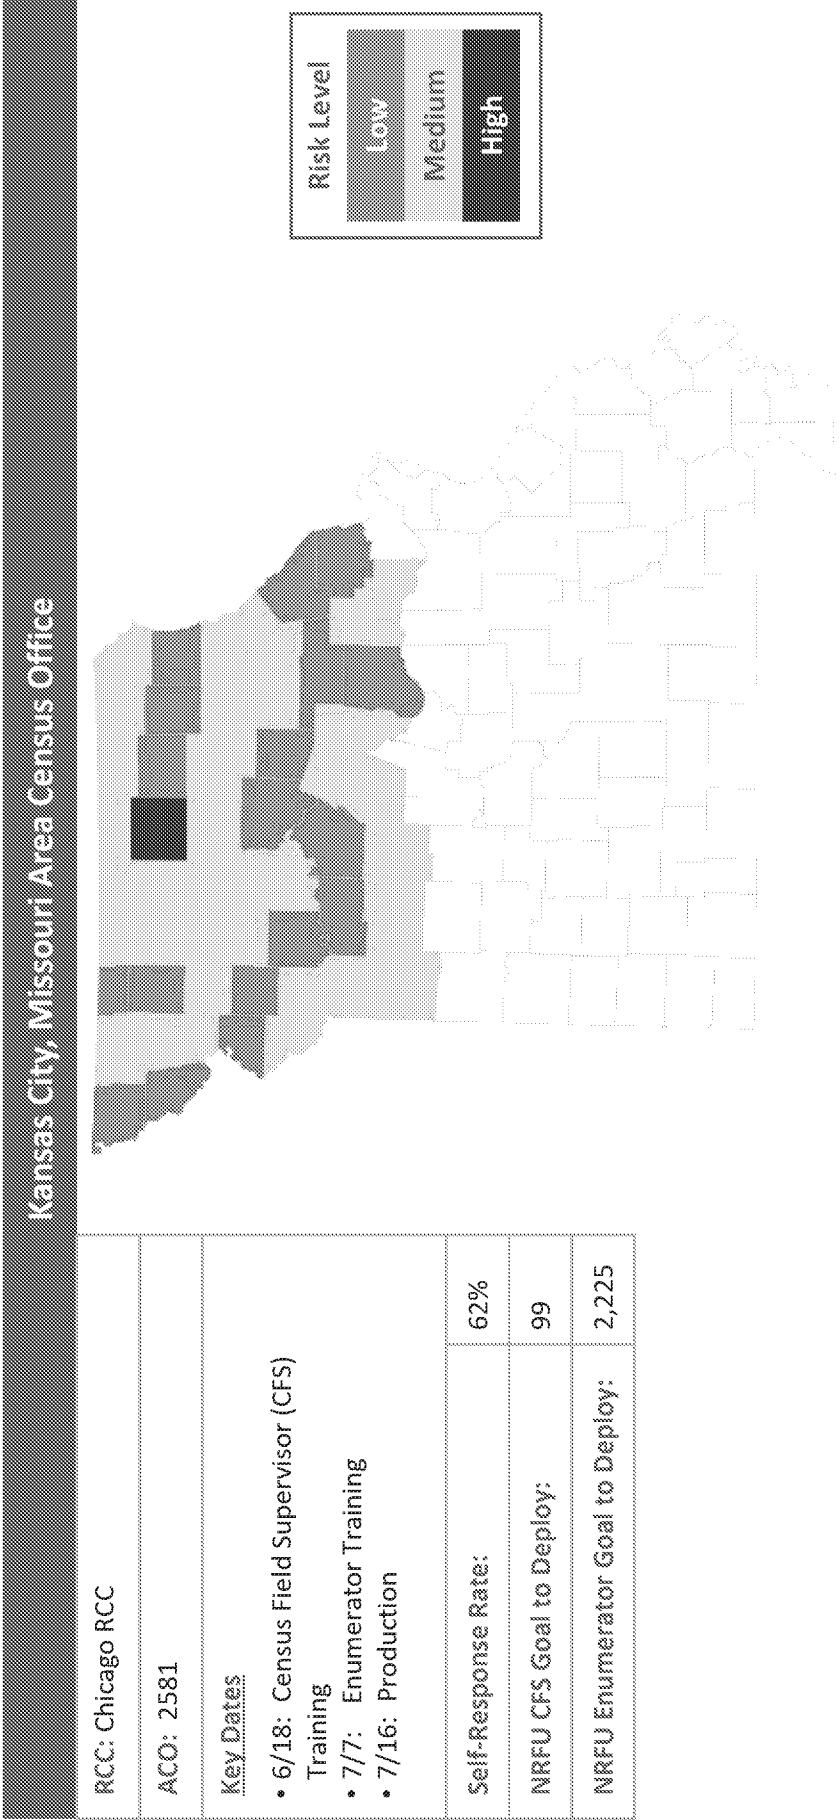 Kansas City, Missouri Area Census Office
RCC: Chicago RCC
ACO: 2581
Key Dates
• 6/18: Census Field Supervisor (CFS)
Training
• 7/7: Enumerator Training
• 7/16: Production
Self-Response Rate: 62%
NRFU CFS Goal to Deploy: 99
NRFU Enumerator Goal to Deploy: 2,225
Risk Level
Low
Medium
High